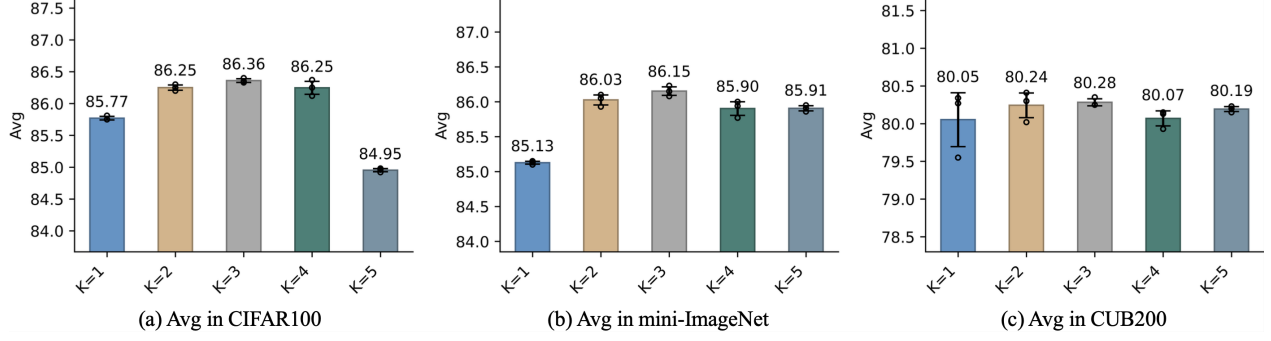 87.5
87.0
86.5
86.0
85.5
85.0
84.5
84.0
Avg
85.77
86.25
86.36
86.25
84.95
K=1
K=2
K=3
K=4
K=5
(a) Avg in CIFAR100
87.0
86.5
86.0
85.5
85.0
84.5
84.0
Avg
85.13
86.03
86.15
85.90
85.91
K=1
K=2
K=3
K=4
K=5
(b) Avg in mini-ImageNet
81.5
81.0
80.5
80.0
79.5
79.0
78.5
Avg
80.05
80.24
80.28
80.07
80.19
K=1
K=2
K=3
K=4
K=5
(c) Avg in CUB200